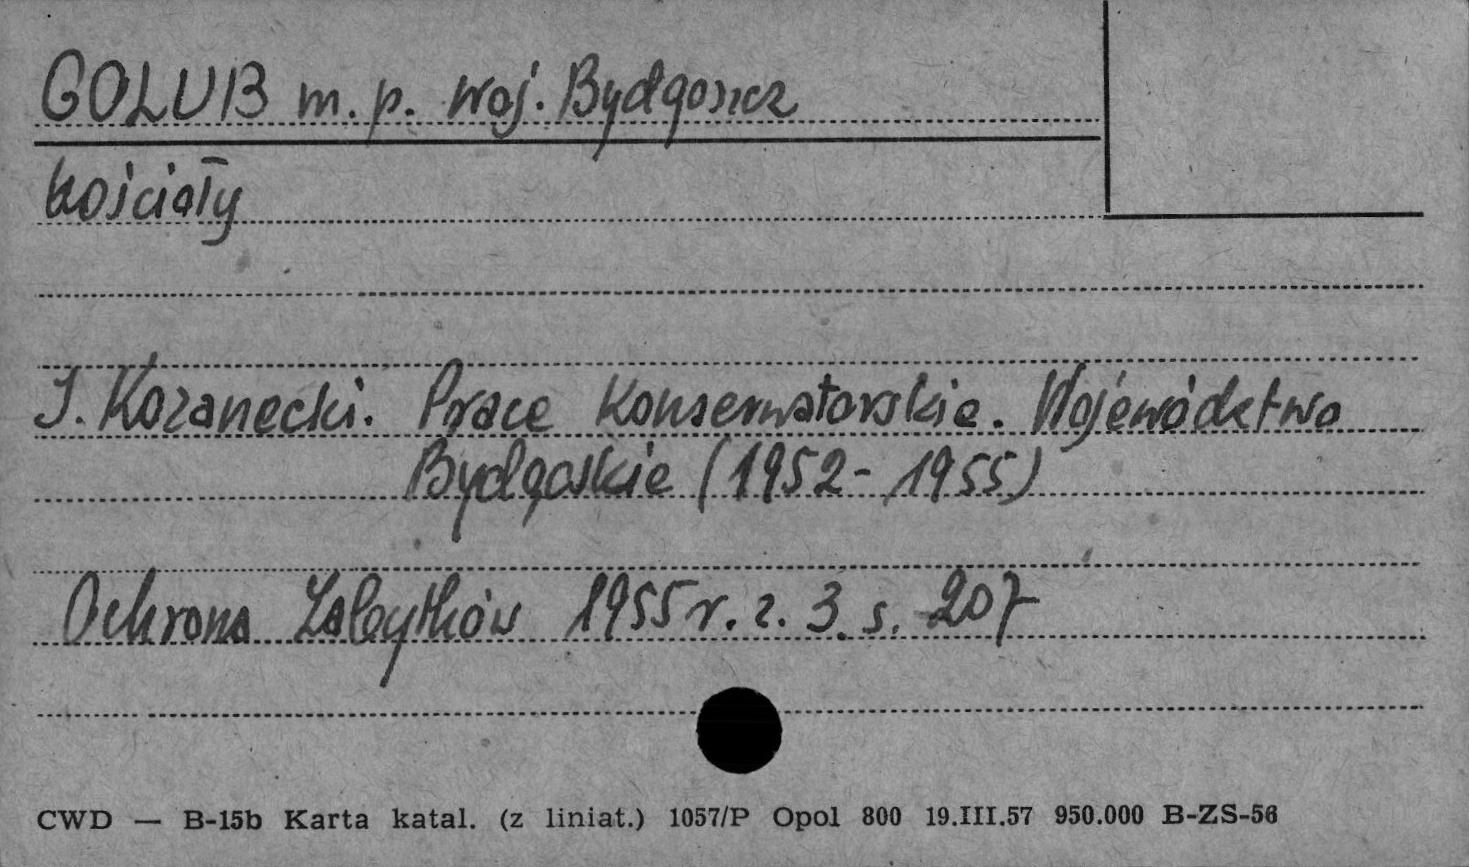 GOLUB m. p. woj. Bydgoszcz
kościoły
J. Kozanecki. Prace Konserwatorskie. Województwo
Bydgoskie (1952-1955)
Ochrona Zabytków 1955 r. z. 3. s. 207
CWD — B-15b Karta katal. (z liniat.) 1057/P Opol 800 19.III.57 950.000 B-ZS-56